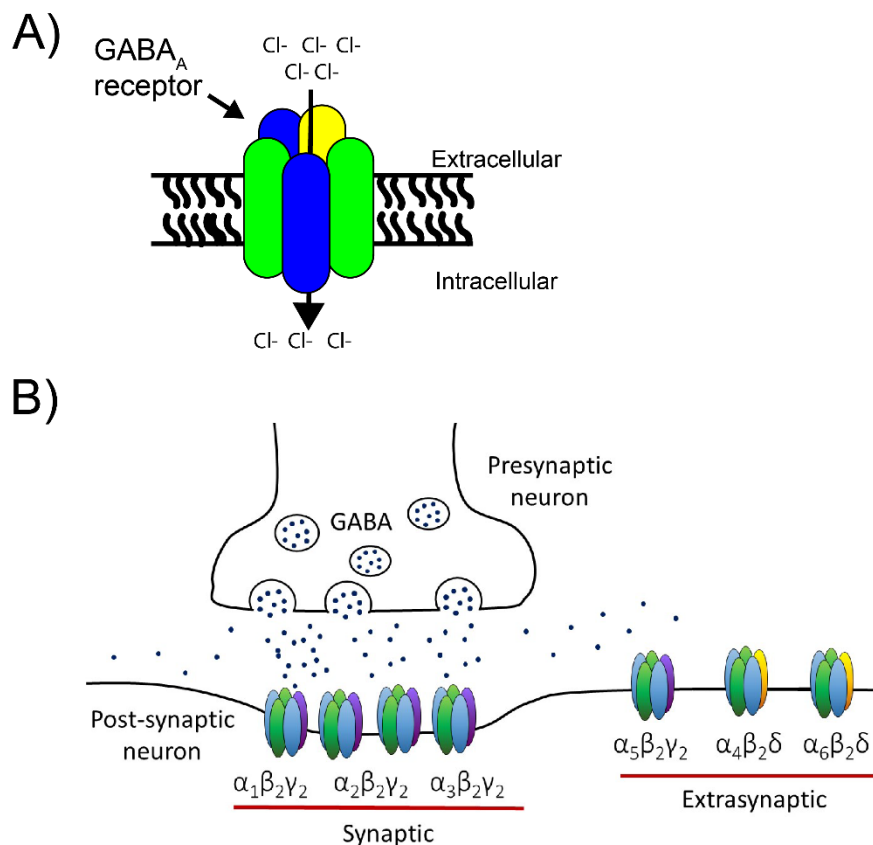 A)
GABA_A
receptor
Cl- Cl- Cl-
Cl- Cl-
Extracellular
Intracellular
Cl- Cl- Cl-
B)
Presynaptic
neuron
GABA
Post-synaptic
neuron
α₁β₂γ₂ α₂β₂γ₂ α₃β₂γ₂
Synaptic
α₅β₂γ₂ α₄β₂δ α₆β₂δ
Extrasynaptic